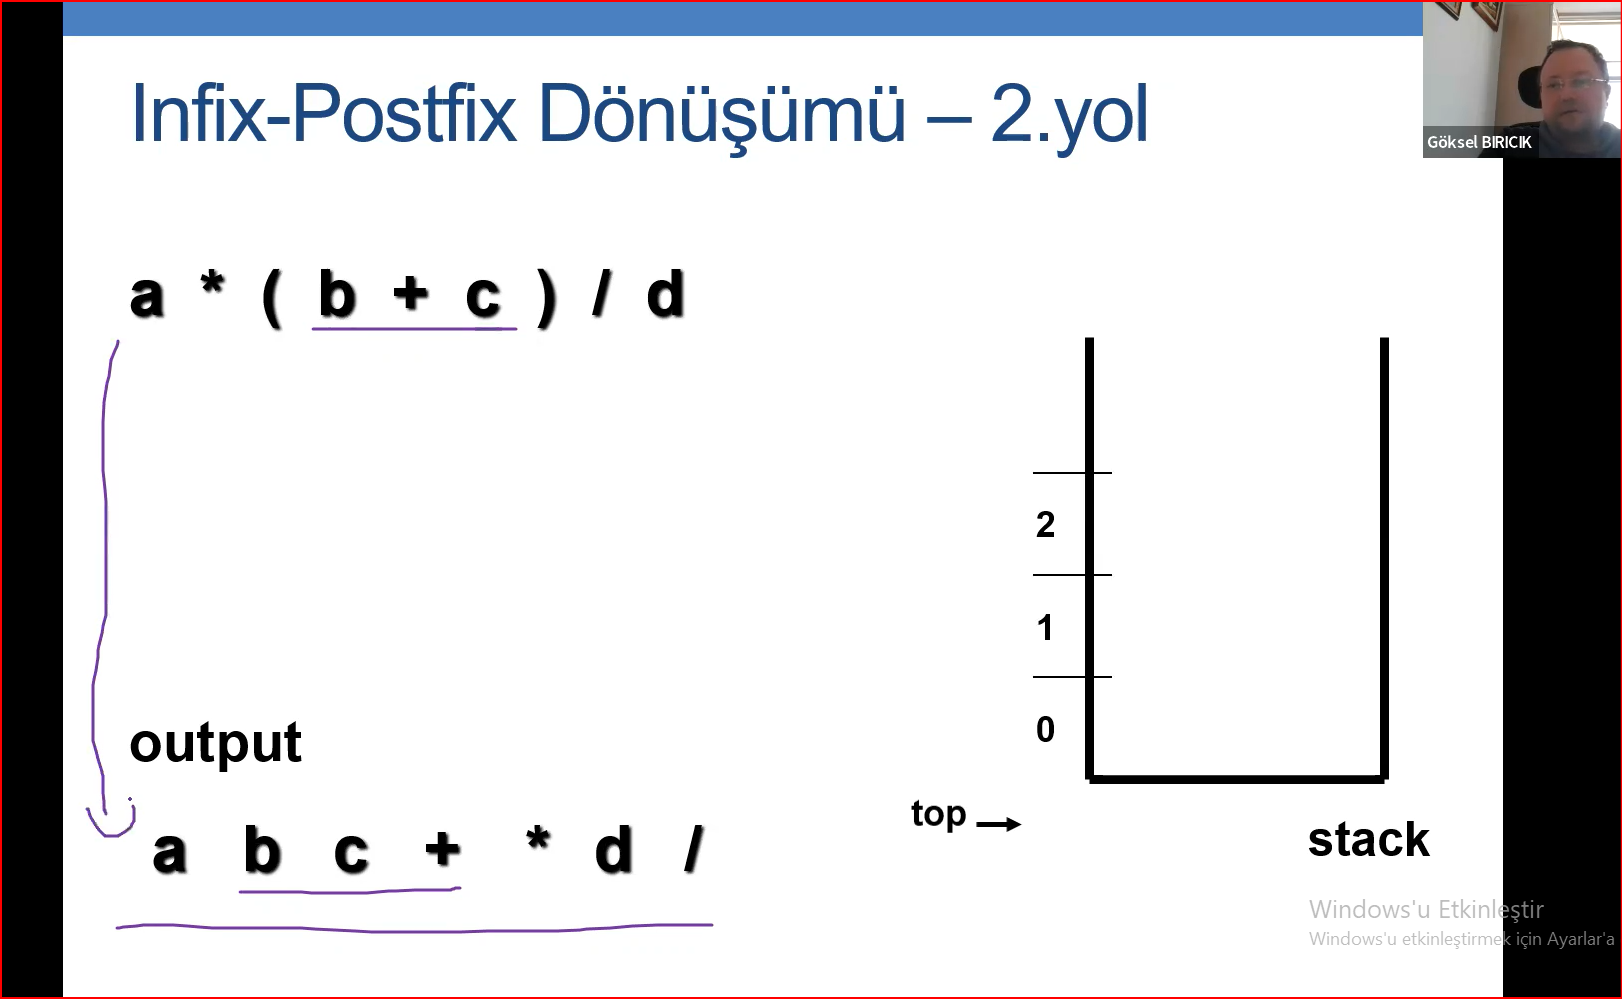 Infix-Postfix Dönüşümü – 2.yol
Göksel BIRICIK
a * ( b + c ) / d
2
1
0
output
top
a b c + * d /
stack
Windows'u Etkinleştir
Windows'u etkinleştirmek için Ayarlar'a